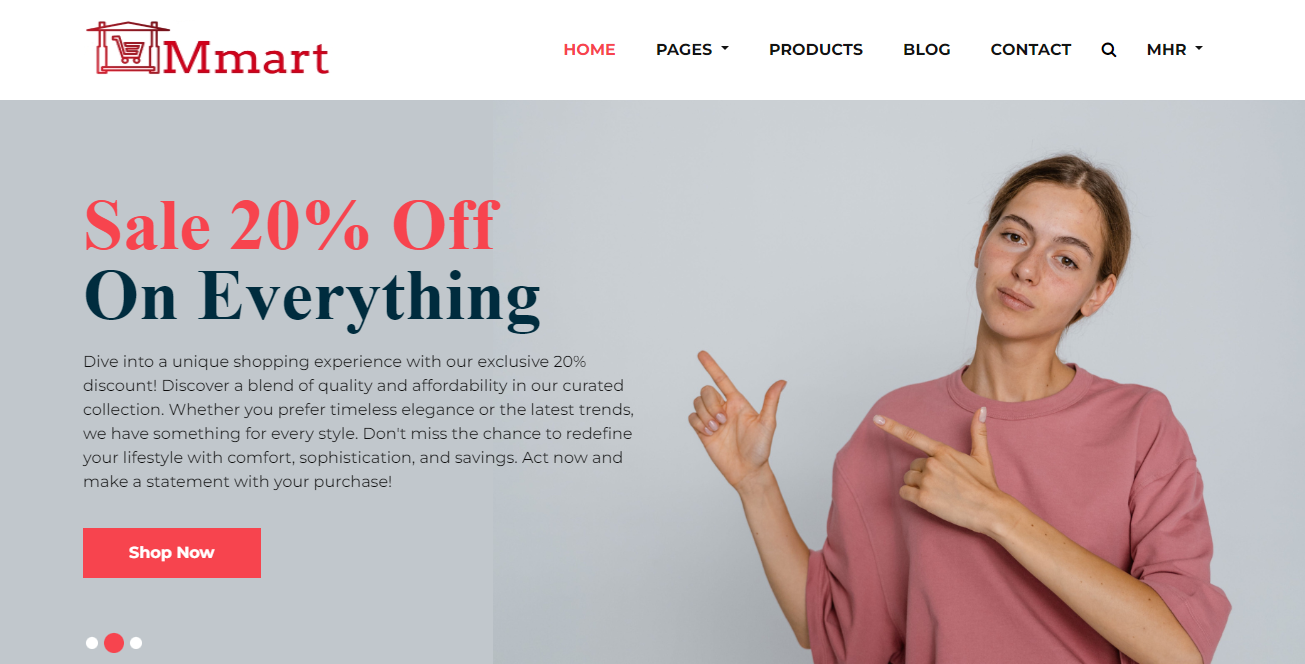 Mmart
HOME PAGES PRODUCTS BLOG CONTACT MHR
Sale 20% Off
On Everything
Dive into a unique shopping experience with our exclusive 20%
discount! Discover a blend of quality and affordability in our curated
collection. Whether you prefer timeless elegance or the latest trends,
we have something for every style. Don't miss the chance to redefine
your lifestyle with comfort, sophistication, and savings. Act now and
make a statement with your purchase!
Shop Now